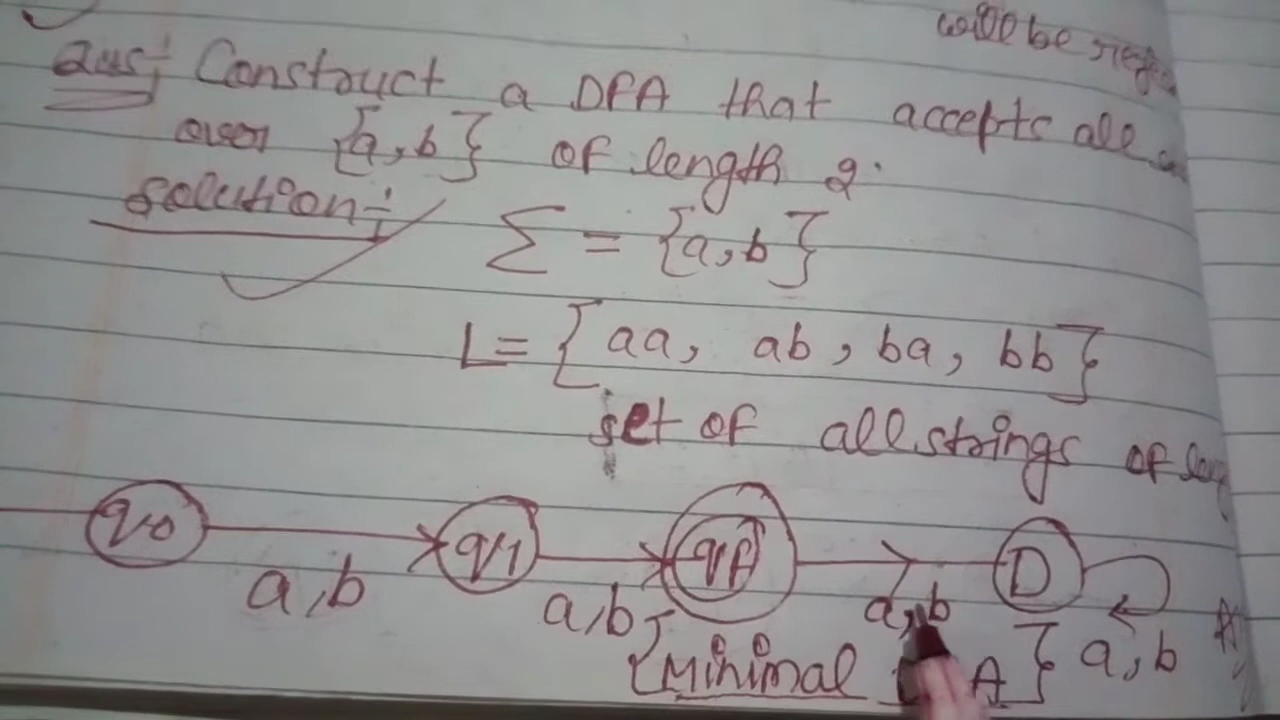 will be
Ques:- Construct a DFA that accepts all
over {a,b} of length 2.
Solution:-
Σ = {a,b}
L = { aa, ab, ba, bb }
set of all strings of
q0 q1 qf D
a,b a,b a,b a,b
{Minimal